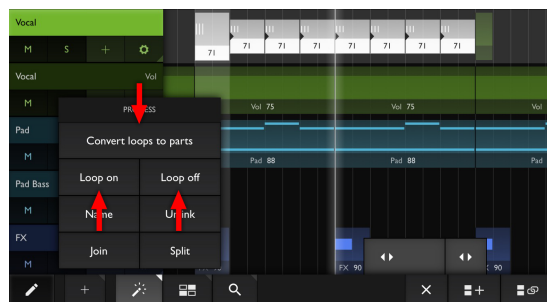 Vocal
M S +
71 71 71 71 71 71 71 71
Vocal Vol
M
Vol 75 Vol 75 Vol
Pad
M
Pad 88 Pad 88 Pad
Pad Bass
M
FX
M
FX 90 90
Convert loops to parts
Loop on Loop off
Name Unlink
Join Split
+ × +